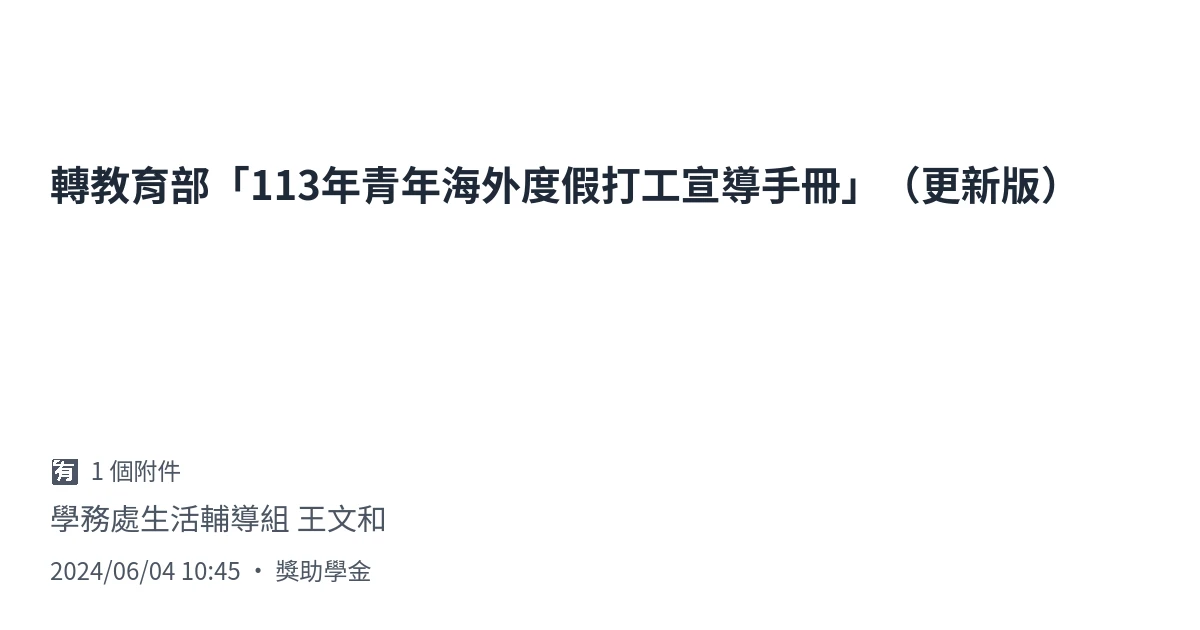 轉教育部「113年青年海外度假打工宣導手冊」（更新版）
有 1 個附件
學務處生活輔導組 王文和
2024/06/04 10:45 • 獎助學金